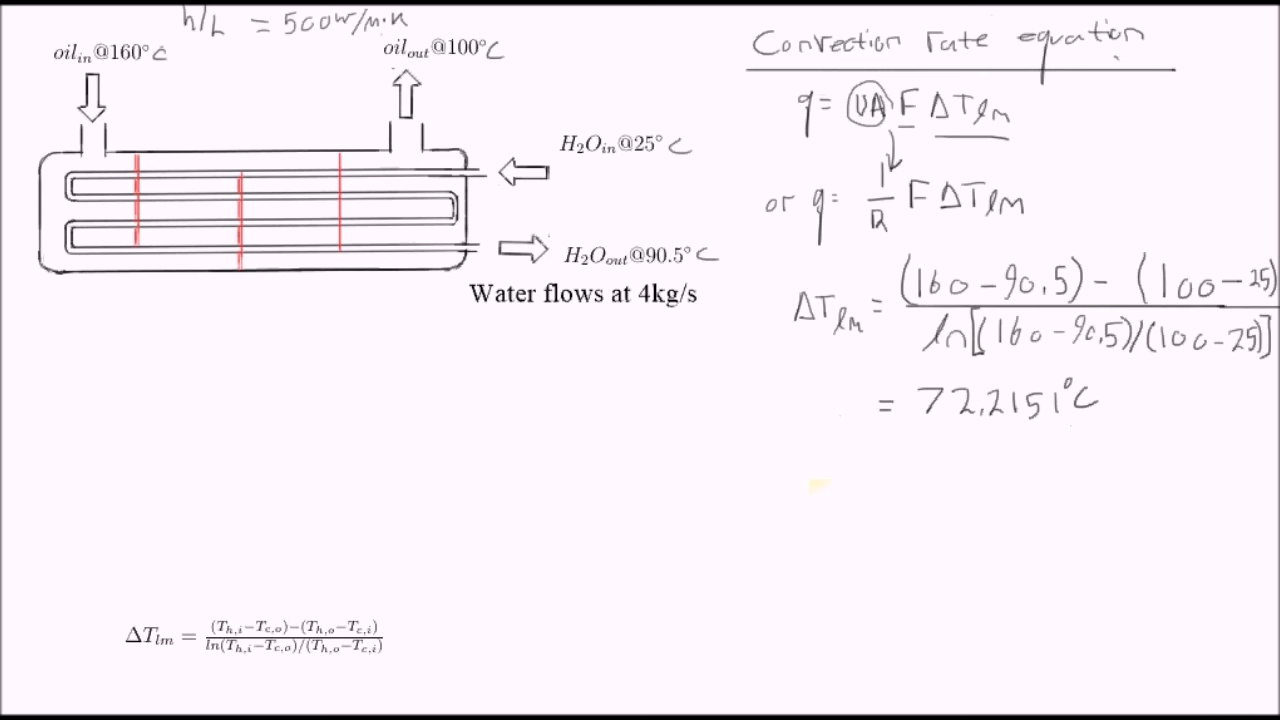 h/L = 500w/m·k
oil_in@160°C
oil_out@100°C
H_2O_in@25°C
H_2O_out@90.5°C
Water flows at 4kg/s
ΔT_lm = (T_h,i−T_c,o)−(T_h,o−T_c,i) / ln(T_h,i−T_c,o)/(T_h,o−T_c,i)
Convection rate equation
q = UA F ΔT_lm
or q = 1/R F ΔT_lm
ΔT_lm = (160−90.5) − (100−25) / ln[(160−90.5)/(100−25)]
= 72.2151°C